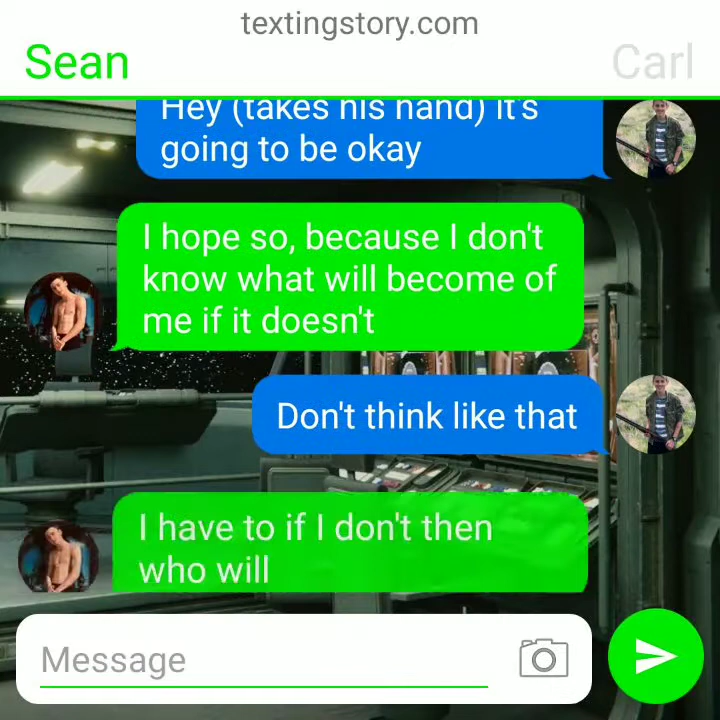 textingstory.com
Sean
Carl
Hey (takes his hand) it's
going to be okay
I hope so, because I don't
know what will become of
me if it doesn't
Don't think like that
I have to if I don't then
who will
Message